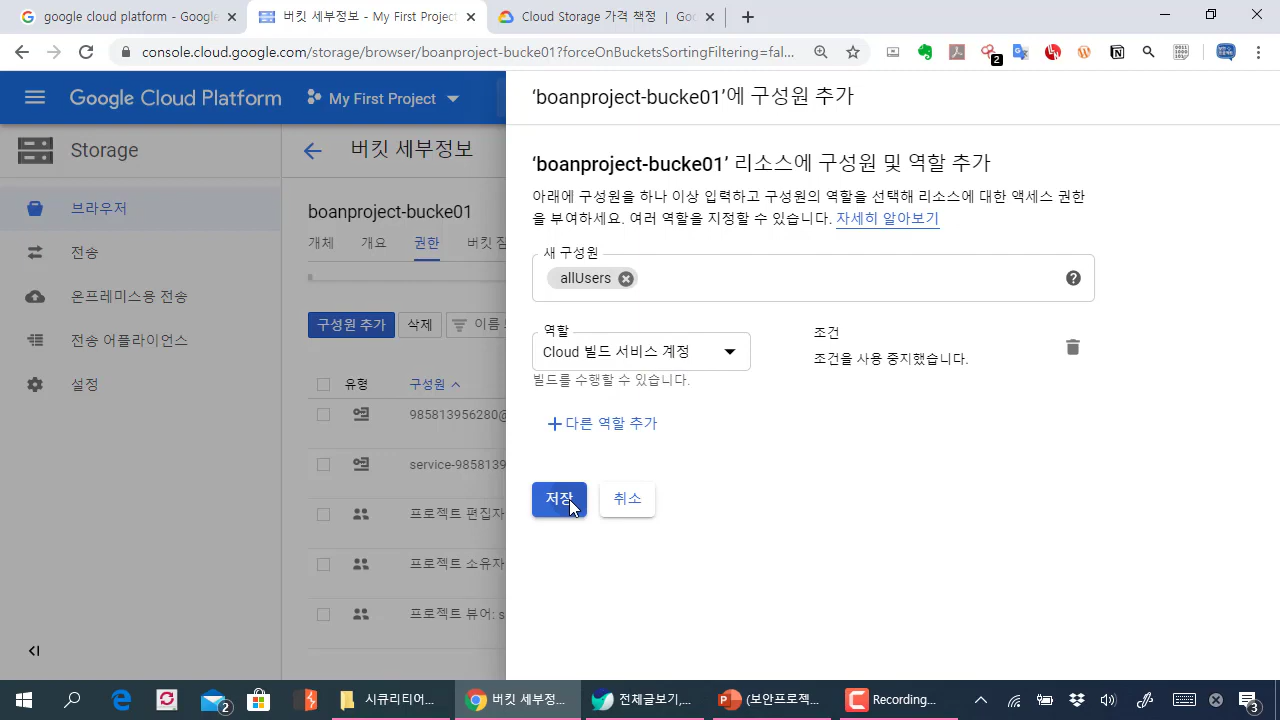 google cloud platform - Google
버킷 세부정보 - My First Project
Cloud Storage 가격 책정 | Goo
console.cloud.google.com/storage/browser/boanproject-bucke01?forceOnBucketsSortingFiltering=fal...
2
Google Cloud Platform
My First Project
Storage
브라우저
전송
온프레미스용 전송
전송 어플라이언스
설정
버킷 세부정보
boanproject-bucke01
개체 개요 권한 버킷 잠
구성원 추가 삭제 이름
유형 구성원
985813956280@
service-9858139
프로젝트 편집자
프로젝트 소유자
프로젝트 뷰어: s
'boanproject-bucke01'에 구성원 추가
'boanproject-bucke01' 리소스에 구성원 및 역할 추가
아래에 구성원을 하나 이상 입력하고 구성원의 역할을 선택해 리소스에 대한 액세스 권한
을 부여하세요. 여러 역할을 지정할 수 있습니다. 자세히 알아보기
새 구성원
allUsers
역할
Cloud 빌드 서비스 계정
빌드를 수행할 수 있습니다.
조건
조건을 사용 중지했습니다.
+ 다른 역할 추가
저장 취소
2
시큐리티어...
버킷 세부정...
전체글보기,...
(보안프로젝...
Recording...
3